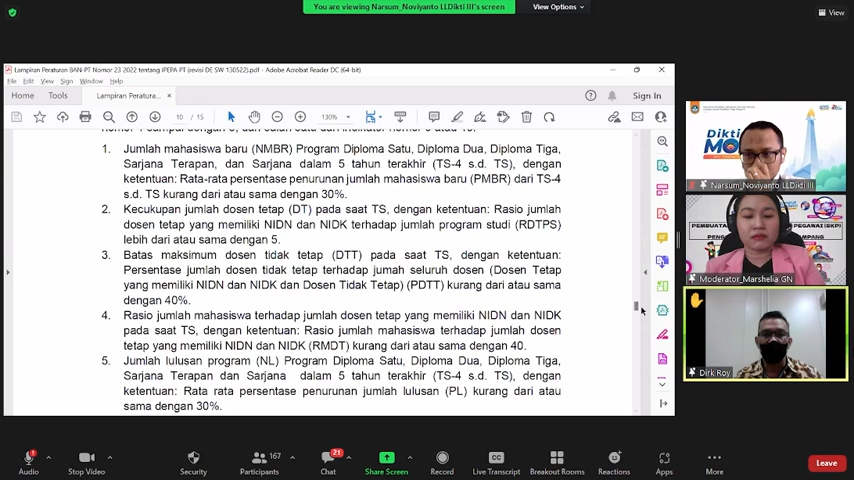 You are viewing Narsum_Noviyanto LLDikti III's screen
View Options
View
Lampiran Peraturan BAN-PT Nomor 23 2022 tentang IPEPA PT (revisi DE SW 130522).pdf - Adobe Acrobat Reader DC (64-bit)
File Edit View Sign Window Help
Home Tools Lampiran Peratura... ×
Sign In
10 / 15
130%
1. Jumlah mahasiswa baru (NMBR) Program Diploma Satu, Diploma Dua, Diploma Tiga,
Sarjana Terapan, dan Sarjana dalam 5 tahun terakhir (TS-4 s.d. TS), dengan
ketentuan: Rata-rata persentase penurunan jumlah mahasiswa baru (PMBR) dari TS-4
s.d. TS kurang dari atau sama dengan 30%.
2. Kecukupan jumlah dosen tetap (DT) pada saat TS, dengan ketentuan: Rasio jumlah
dosen tetap yang memiliki NIDN dan NIDK terhadap jumlah program studi (RDTPS)
lebih dari atau sama dengan 5.
3. Batas maksimum dosen tidak tetap (DTT) pada saat TS, dengan ketentuan:
Persentase jumlah dosen tidak tetap terhadap jumah seluruh dosen (Dosen Tetap
yang memiliki NIDN dan NIDK dan Dosen Tidak Tetap) (PDTT) kurang dari atau sama
dengan 40%.
4. Rasio jumlah mahasiswa terhadap jumlah dosen tetap yang memiliki NIDN dan NIDK
pada saat TS, dengan ketentuan: Rasio jumlah mahasiswa terhadap jumlah dosen
tetap yang memiliki NIDN dan NIDK (RMDT) kurang dari atau sama dengan 40.
5. Jumlah lulusan program (NL) Program Diploma Satu, Diploma Dua, Diploma Tiga,
Sarjana Terapan dan Sarjana dalam 5 tahun terakhir (TS-4 s.d. TS), dengan
ketentuan: Rata rata persentase penurunan jumlah lulusan (PL) kurang dari atau
sama dengan 30%.
Narsum_Noviyanto LLDikti III
Moderator_Marshelia GN
Dirk Roy
Audio
Stop Video
Security
Participants 167
Chat 21
Share Screen
Record
CC
Live Transcript
Breakout Rooms
Reactions
Apps
More
Leave